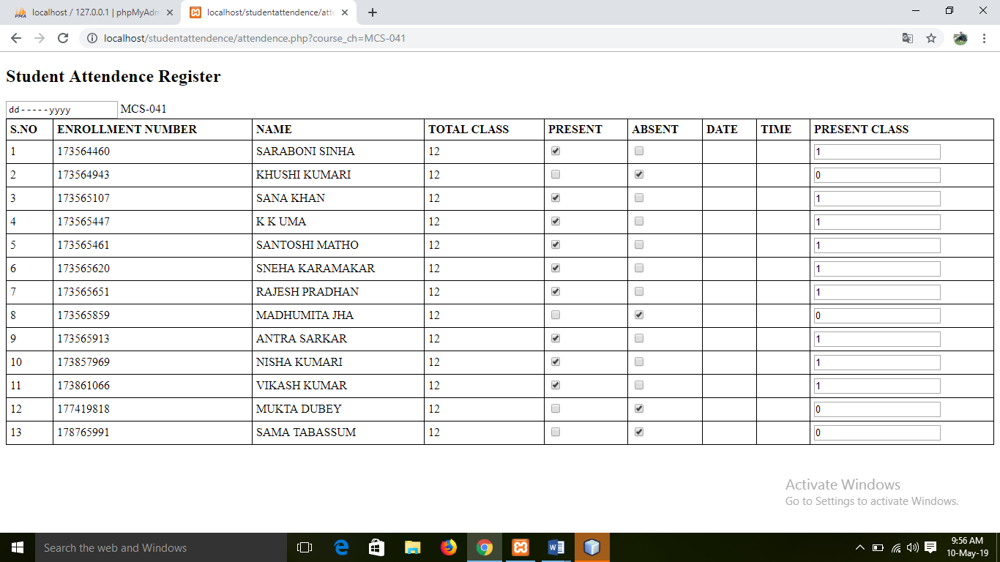 localhost / 127.0.0.1 | phpMyAdm
localhost/studentattendence/atte
localhost/studentattendence/attendence.php?course_ch=MCS-041
Student Attendence Register
dd-----yyyy MCS-041
S.NO ENROLLMENT NUMBER NAME TOTAL CLASS PRESENT ABSENT DATE TIME PRESENT CLASS
1 173564460 SARABONI SINHA 12 1
2 173564943 KHUSHI KUMARI 12 0
3 173565107 SANA KHAN 12 1
4 173565447 K K UMA 12 1
5 173565461 SANTOSHI MATHO 12 1
6 173565620 SNEHA KARAMAKAR 12 1
7 173565651 RAJESH PRADHAN 12 1
8 173565859 MADHUMITA JHA 12 0
9 173565913 ANTRA SARKAR 12 1
10 173857969 NISHA KUMARI 12 1
11 173861066 VIKASH KUMAR 12 1
12 177419818 MUKTA DUBEY 12 0
13 178765991 SAMA TABASSUM 12 0
Activate Windows
Go to Settings to activate Windows.
Search the web and Windows
9:56 AM
10-May-19